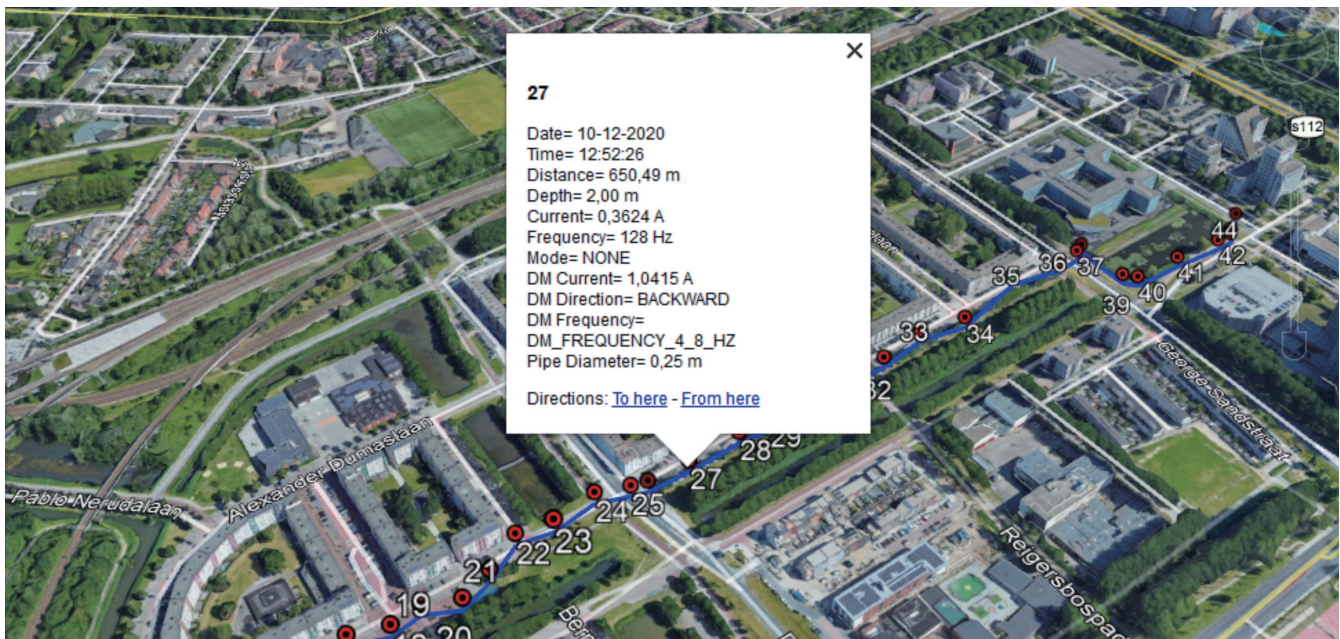 27
Date= 10-12-2020
Time= 12:52:26
Distance= 650,49 m
Depth= 2,00 m
Current= 0,3624 A
Frequency= 128 Hz
Mode= NONE
DM Current= 1,0415 A
DM Direction= BACKWARD
DM Frequency=
DM_FREQUENCY_4_8_HZ
Pipe Diameter= 0,25 m
Directions: To here - From here
s112
44
42
41
40
39
37
36
35
34
33
32
29
28
27
25
24
23
22
21
20
19
George-Sandstraat
Alexander Dumaslaan
Pablo Nerudalaan